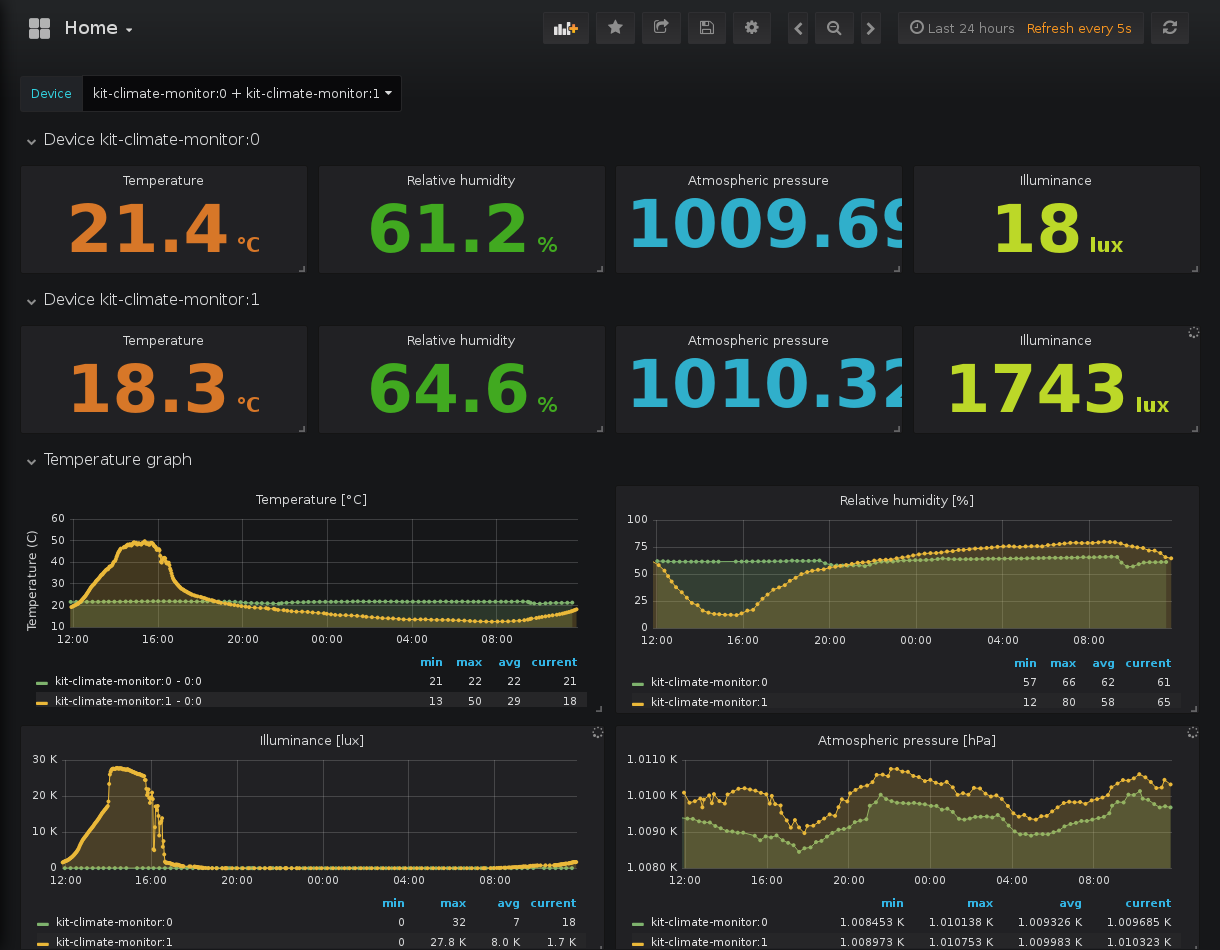 Home
Last 24 hours Refresh every 5s
Device kit-climate-monitor:0 + kit-climate-monitor:1
Device kit-climate-monitor:0
Temperature
21.4 °C
Relative humidity
61.2 %
Atmospheric pressure
1009.69
Illuminance
18 lux
Device kit-climate-monitor:1
Temperature
18.3 °C
Relative humidity
64.6 %
Atmospheric pressure
1010.32
Illuminance
1743 lux
Temperature graph
Temperature [°C]
Temperature (C)
60
50
40
30
20
10
12:00 16:00 20:00 00:00 04:00 08:00
min max avg current
kit-climate-monitor:0 - 0:0 21 22 22 21
kit-climate-monitor:1 - 0:0 13 50 29 18
Relative humidity [%]
100
75
50
25
0
12:00 16:00 20:00 00:00 04:00 08:00
min max avg current
kit-climate-monitor:0 57 66 62 61
kit-climate-monitor:1 12 80 58 65
Illuminance [lux]
30 K
20 K
10 K
0
12:00 16:00 20:00 00:00 04:00 08:00
min max avg current
kit-climate-monitor:0 0 32 7 18
kit-climate-monitor:1 0 27.8 K 8.0 K 1.7 K
Atmospheric pressure [hPa]
1.0110 K
1.0100 K
1.0090 K
1.0080 K
12:00 16:00 20:00 00:00 04:00 08:00
min max avg current
kit-climate-monitor:0 1.008453 K 1.010138 K 1.009326 K 1.009685 K
kit-climate-monitor:1 1.008973 K 1.010753 K 1.009983 K 1.010323 K